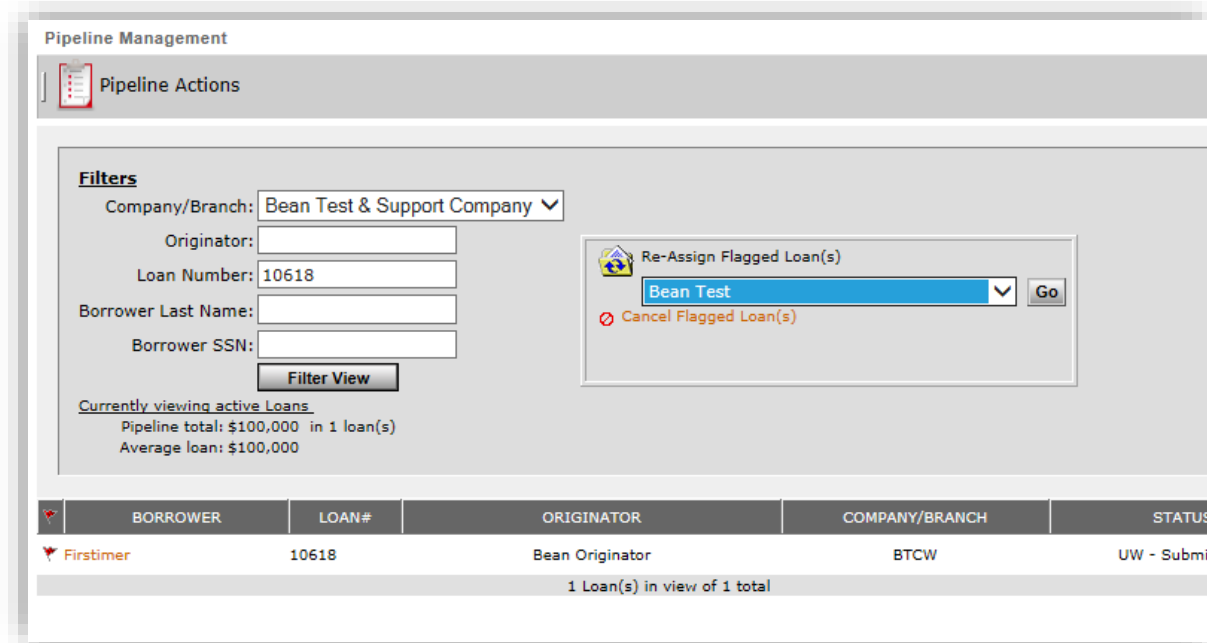 Pipeline Management
Pipeline Actions
Filters
Company/Branch: Bean Test & Support Company
Originator:
Loan Number: 10618
Borrower Last Name:
Borrower SSN:
Filter View
Currently viewing active Loans
Pipeline total: $100,000 in 1 loan(s)
Average loan: $100,000
Re-Assign Flagged Loan(s)
Bean Test Go
Cancel Flagged Loan(s)
BORROWER LOAN# ORIGINATOR COMPANY/BRANCH STATUS
Firstimer 10618 Bean Originator BTCW UW - Submi
1 Loan(s) in view of 1 total